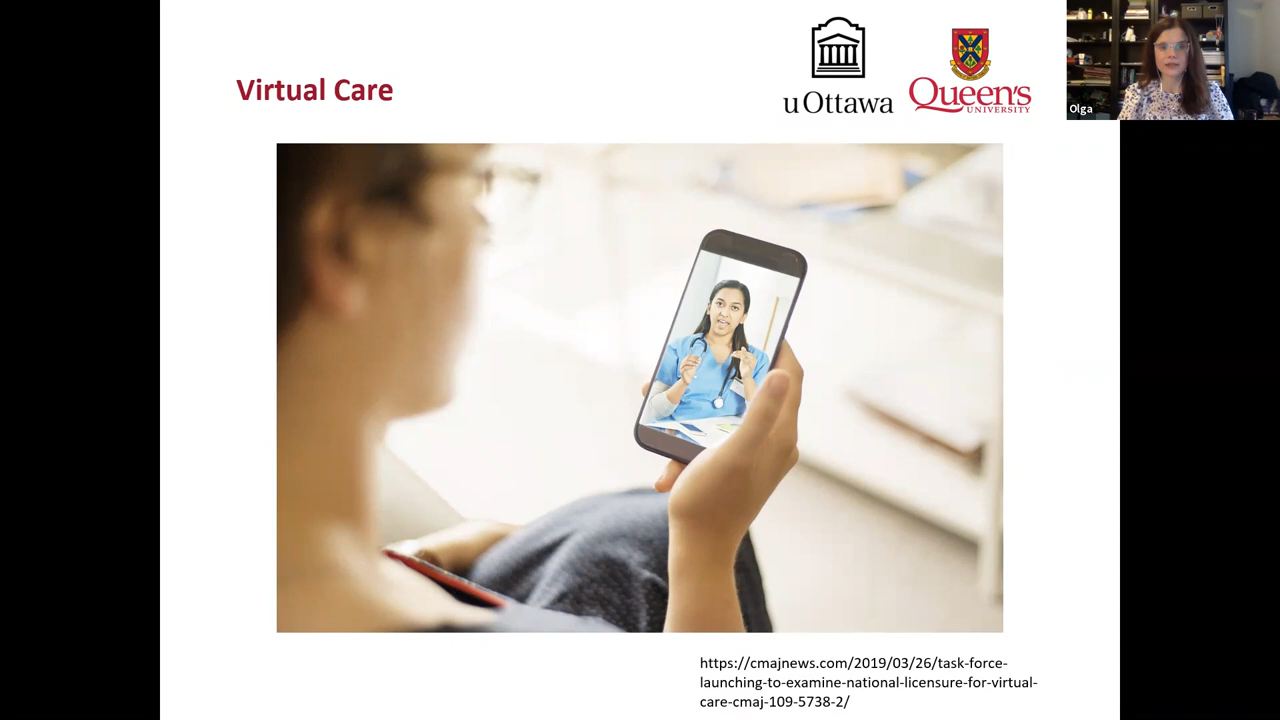 Virtual Care
uOttawa
Queen's
UNIVERSITY
Olga
https://cmajnews.com/2019/03/26/task-force-
launching-to-examine-national-licensure-for-virtual-
care-cmaj-109-5738-2/